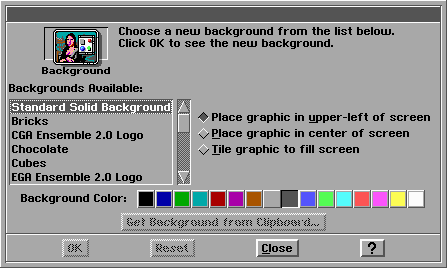 Choose a new background from the list below.
Click OK to see the new background.
Background
Backgrounds Available:
Standard Solid Background
Bricks
CGA Ensemble 2.0 Logo
Chocolate
Cubes
EGA Ensemble 2.0 Logo
Place graphic in upper-left of screen
Place graphic in center of screen
Tile graphic to fill screen
Background Color:
Get Background from Clipboard...
OK
Reset
Close
?